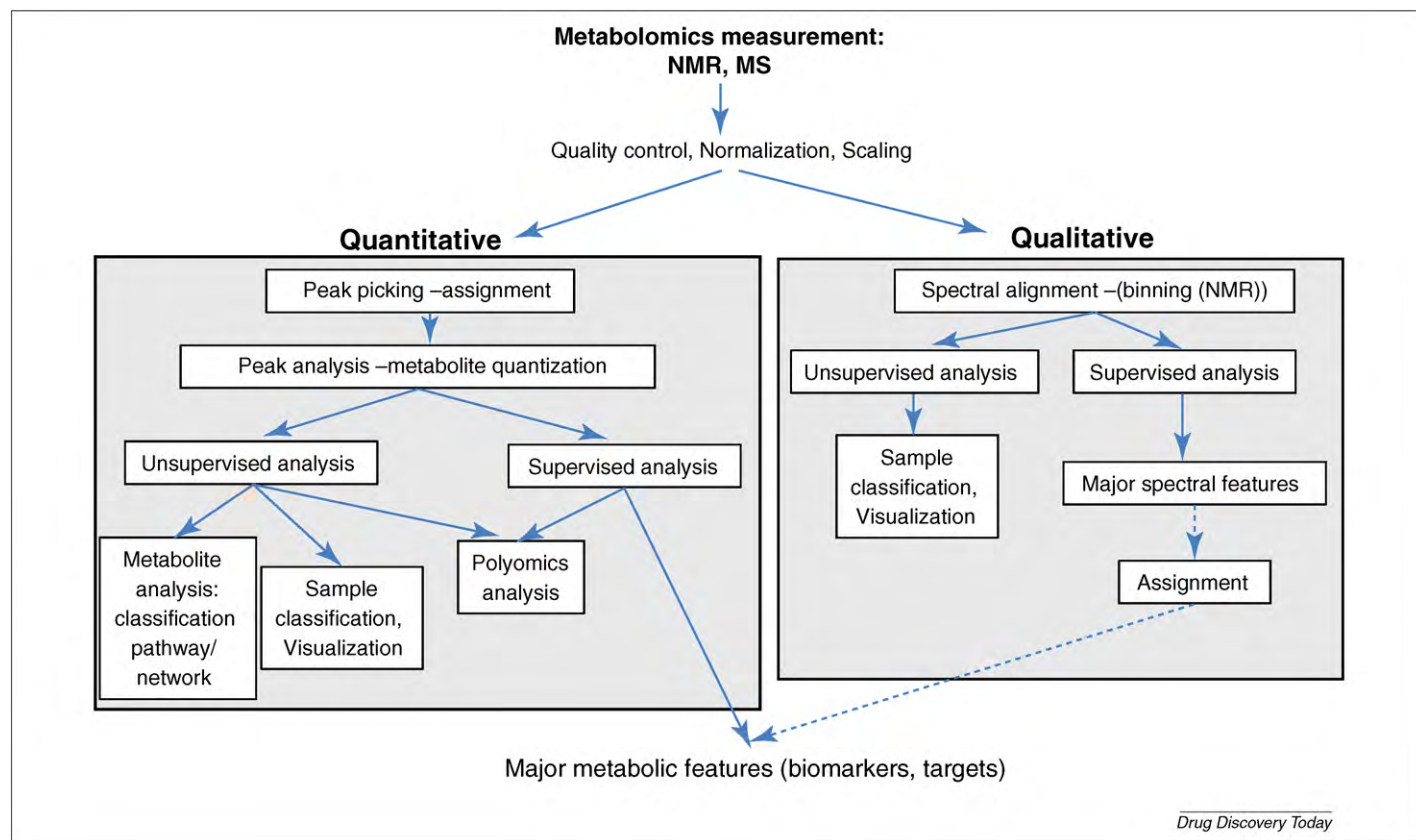 Metabolomics measurement:
NMR, MS
Quality control, Normalization, Scaling
Quantitative
Peak picking –assignment
Peak analysis –metabolite quantization
Unsupervised analysis
Supervised analysis
Metabolite
analysis:
classification
pathway/
network
Sample
classification,
Visualization
Polyomics
analysis
Qualitative
Spectral alignment –(binning (NMR))
Unsupervised analysis
Supervised analysis
Sample
classification,
Visualization
Major spectral features
Assignment
Major metabolic features (biomarkers, targets)
Drug Discovery Today